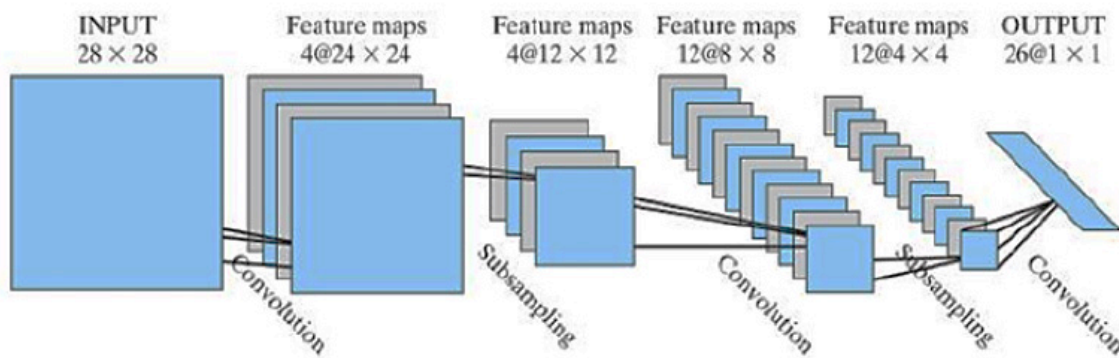 INPUT
28 × 28
Feature maps
4@24 × 24
Feature maps
4@12 × 12
Feature maps
12@8 × 8
Feature maps
12@4 × 4
OUTPUT
26@1 × 1
Convolution
Subsampling
Convolution
Subsampling
Convolution